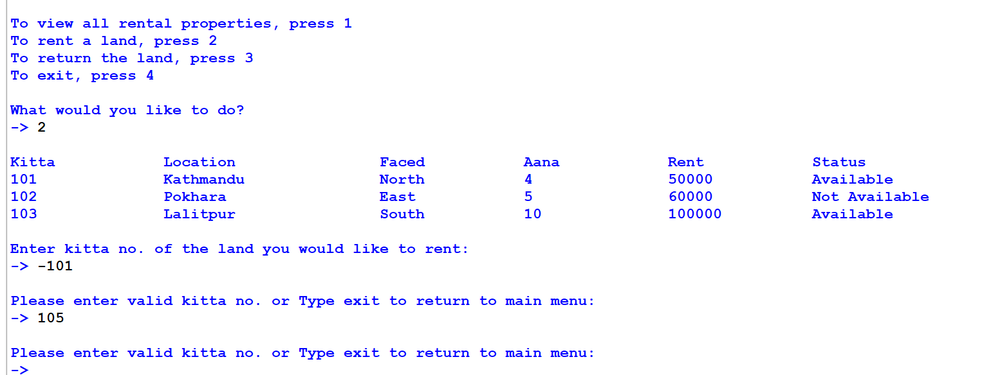 To view all rental properties, press 1
To rent a land, press 2
To return the land, press 3
To exit, press 4
What would you like to do?
-> 2
Kitta Location Faced Aana Rent Status
101 Kathmandu North 4 50000 Available
102 Pokhara East 5 60000 Not Available
103 Lalitpur South 10 100000 Available
Enter kitta no. of the land you would like to rent:
-> -101
Please enter valid kitta no. or Type exit to return to main menu:
-> 105
Please enter valid kitta no. or Type exit to return to main menu:
->